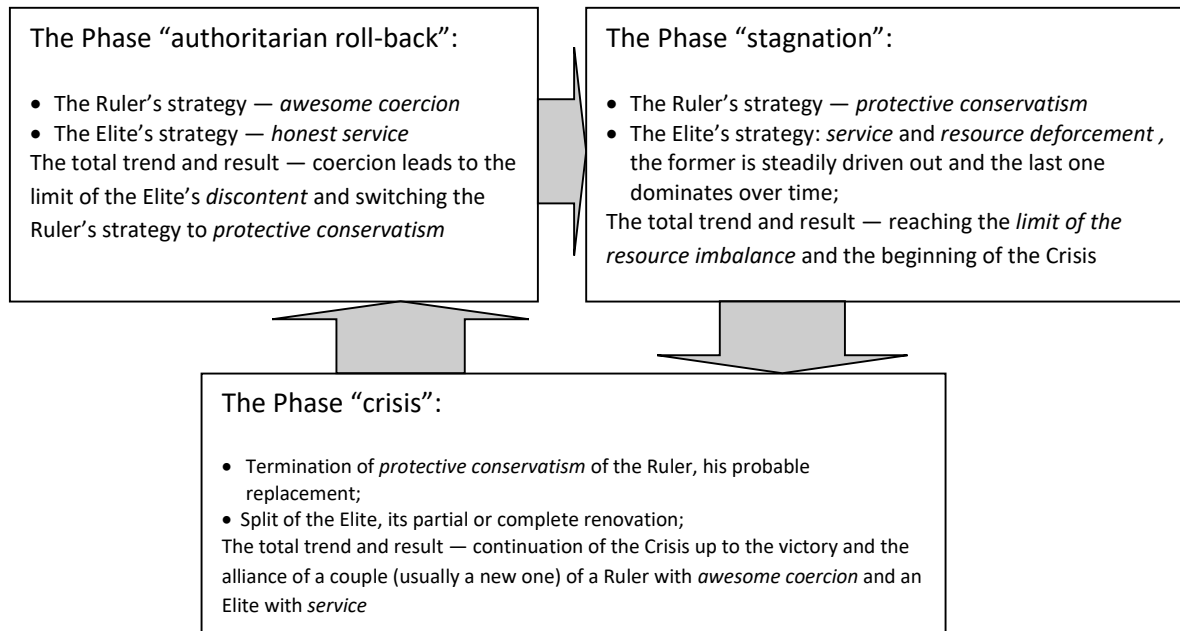 The Phase “authoritarian roll-back”:
• The Ruler’s strategy — awesome coercion
• The Elite’s strategy — honest service
The total trend and result — coercion leads to the
limit of the Elite’s discontent and switching the
Ruler’s strategy to protective conservatism
The Phase “stagnation”:
• The Ruler’s strategy — protective conservatism
• The Elite’s strategy: service and resource deforcement ,
the former is steadily driven out and the last one
dominates over time;
The total trend and result — reaching the limit of the
resource imbalance and the beginning of the Crisis
The Phase “crisis”:
• Termination of protective conservatism of the Ruler, his probable
replacement;
• Split of the Elite, its partial or complete renovation;
The total trend and result — continuation of the Crisis up to the victory and the
alliance of a couple (usually a new one) of a Ruler with awesome coercion and an
Elite with service